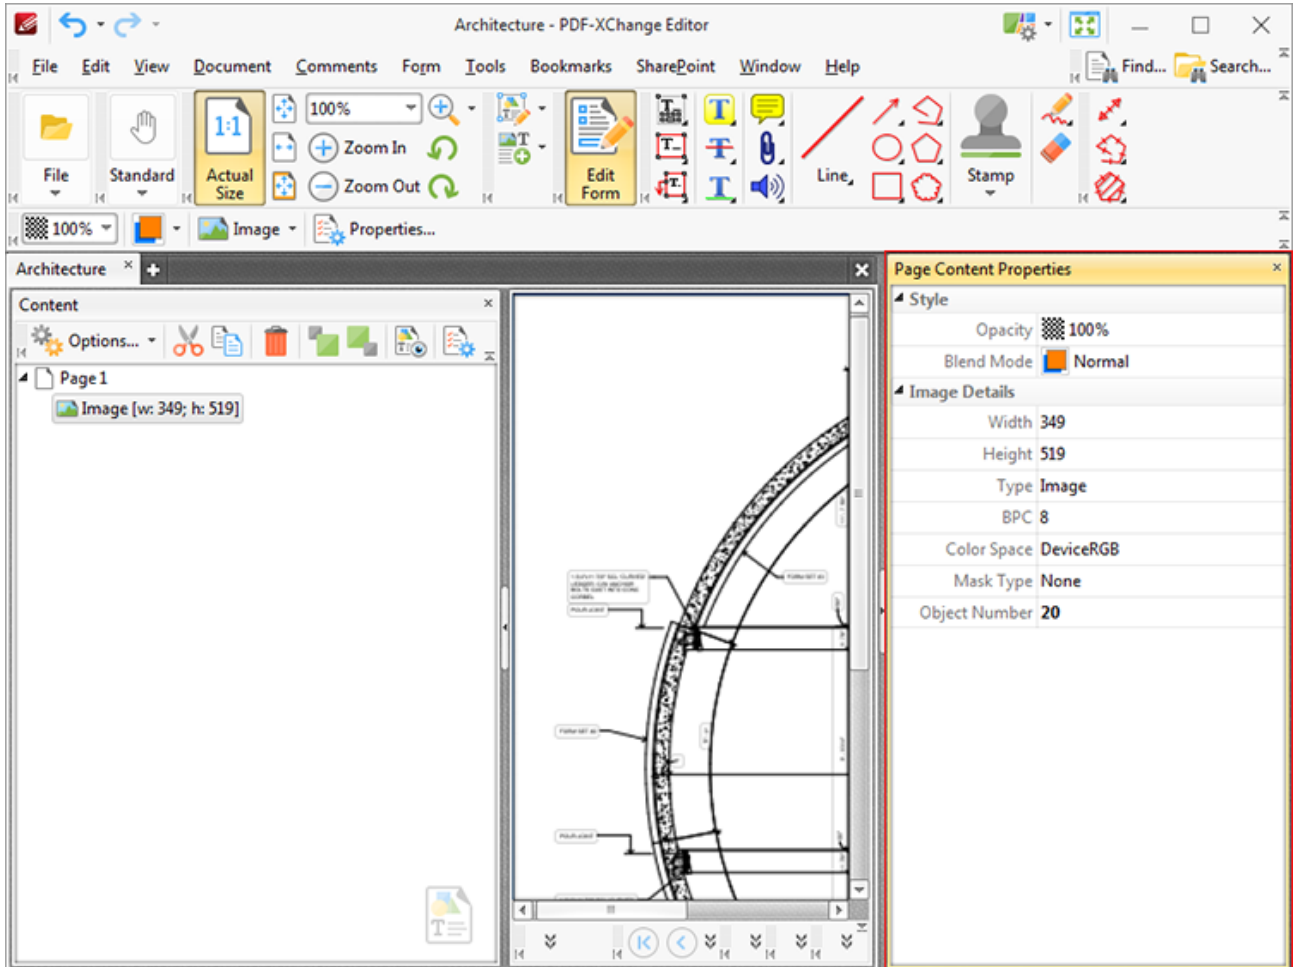 Architecture - PDF-XChange Editor
File Edit View Document Comments Form Tools Bookmarks SharePoint Window Help Find... Search...
File
Standard
1:1
Actual
Size
100%
Zoom In
Zoom Out
Edit
Form
Line
Stamp
100% Image Properties...
Architecture
Content
Options...
Page 1
Image [w: 349; h: 519]
Page Content Properties
Style
Opacity 100%
Blend Mode Normal
Image Details
Width 349
Height 519
Type Image
BPC 8
Color Space DeviceRGB
Mask Type None
Object Number 20